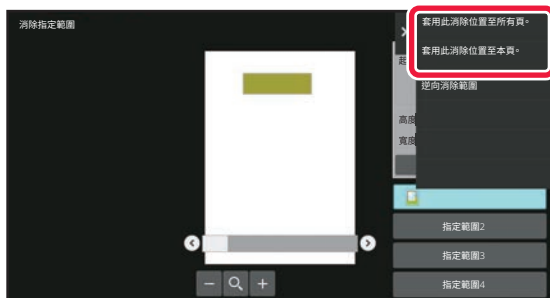 消除指定範圍
套用此消除位置至所有頁。
套用此消除位置至本頁。
逆向消除範圍
起
高度
寬度
指定範圍2
指定範圍3
指定範圍4